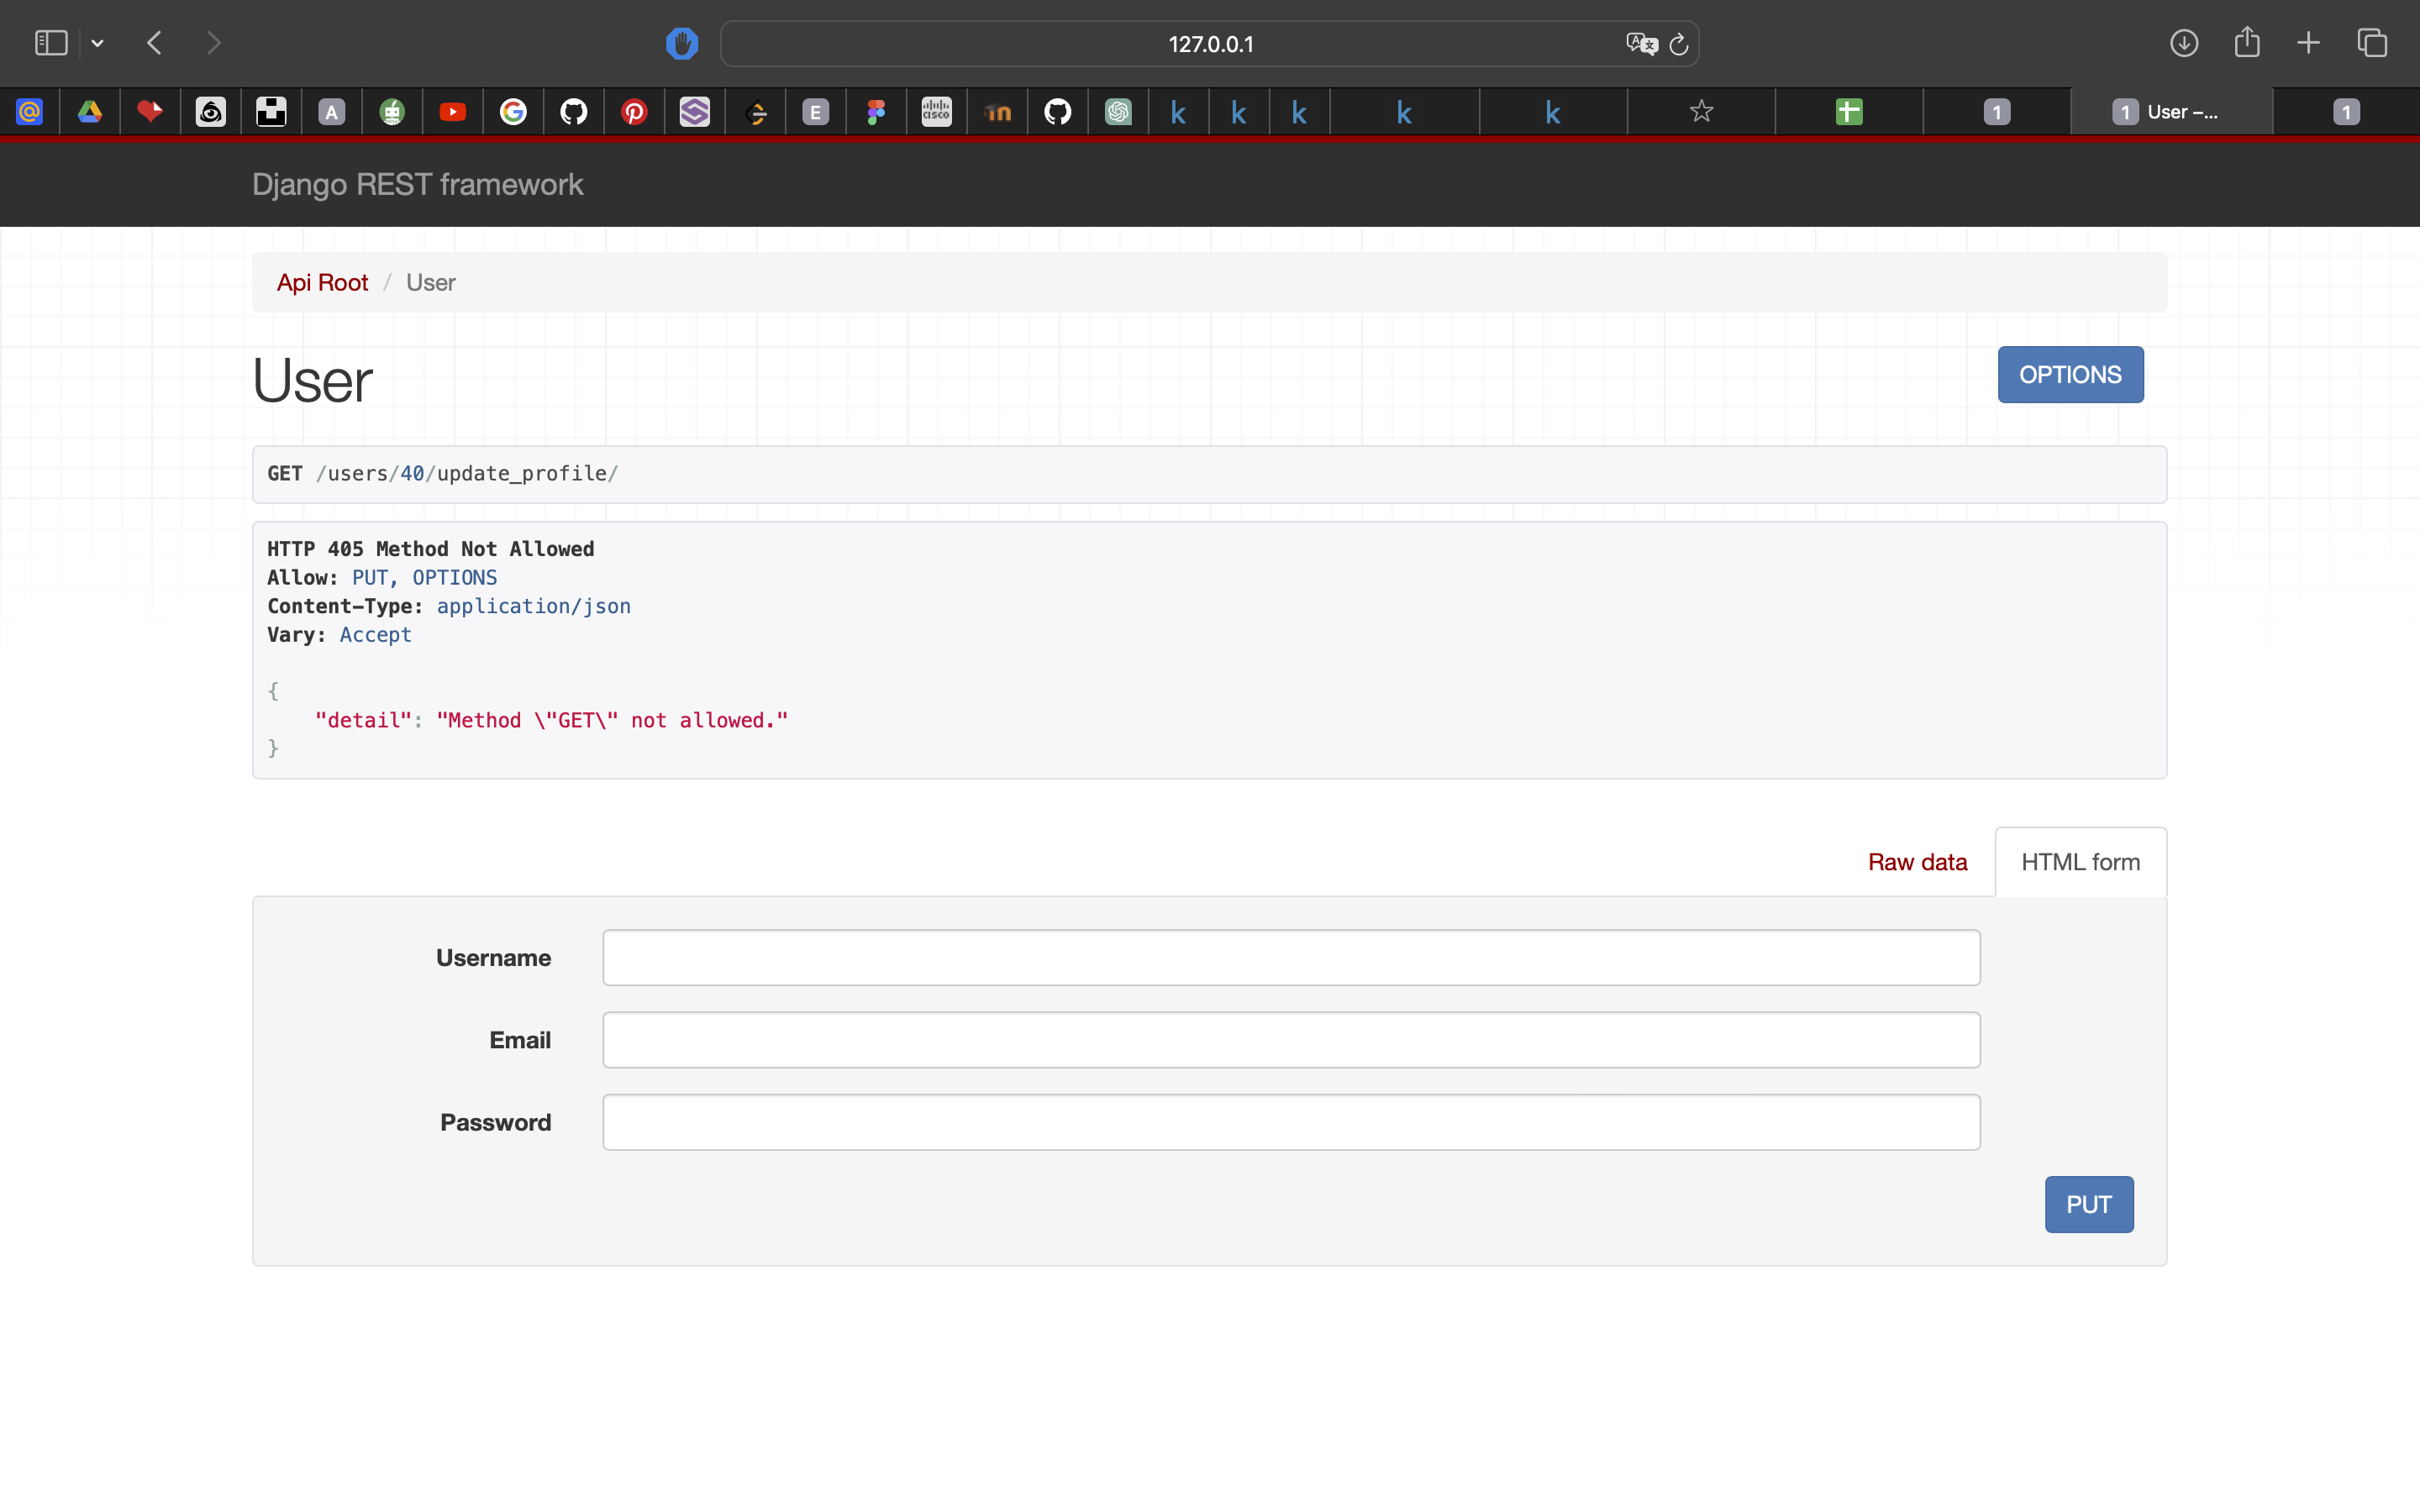 127.0.0.1
A
E
CISCO
k
k
k
k
k
1
1 User –...
1
Django REST framework
Api Root / User
User
OPTIONS
GET /users/40/update_profile/
HTTP 405 Method Not Allowed
Allow: PUT, OPTIONS
Content-Type: application/json
Vary: Accept
{
"detail": "Method \"GET\" not allowed."
}
Raw data
HTML form
Username
Email
Password
PUT